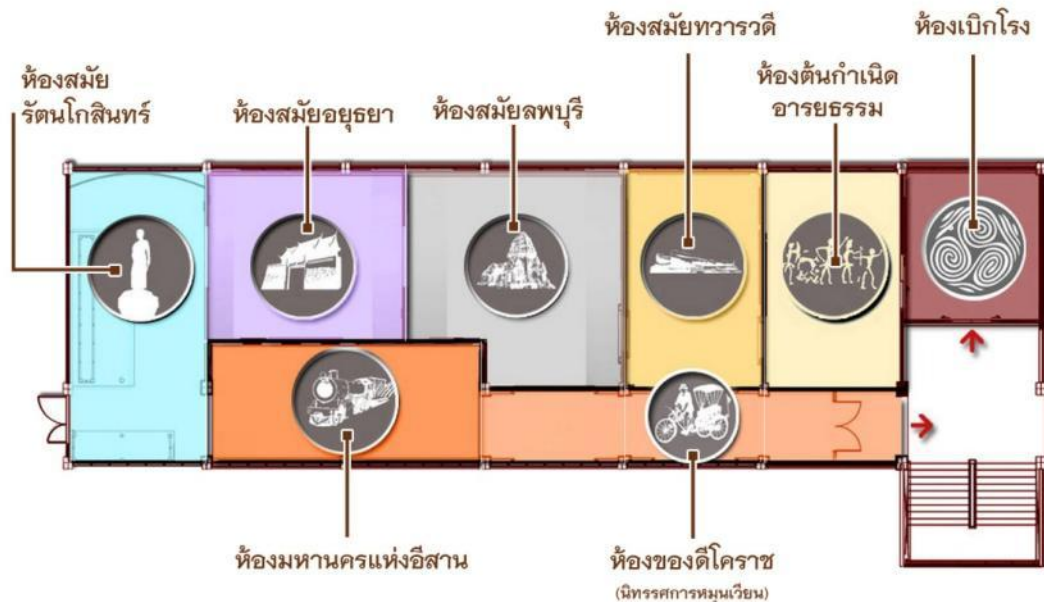 ห้องสมัย
รัตนโกสินทร์
ห้องสมัยอยุธยา
ห้องสมัยลพบุรี
ห้องสมัยทวารวดี
ห้องต้นกำเนิด
อารยธรรม
ห้องเบิกโรง
ห้องมหานครแห่งอีสาน
ห้องของดีโคราช
(นิทรรศการหมุนเวียน)